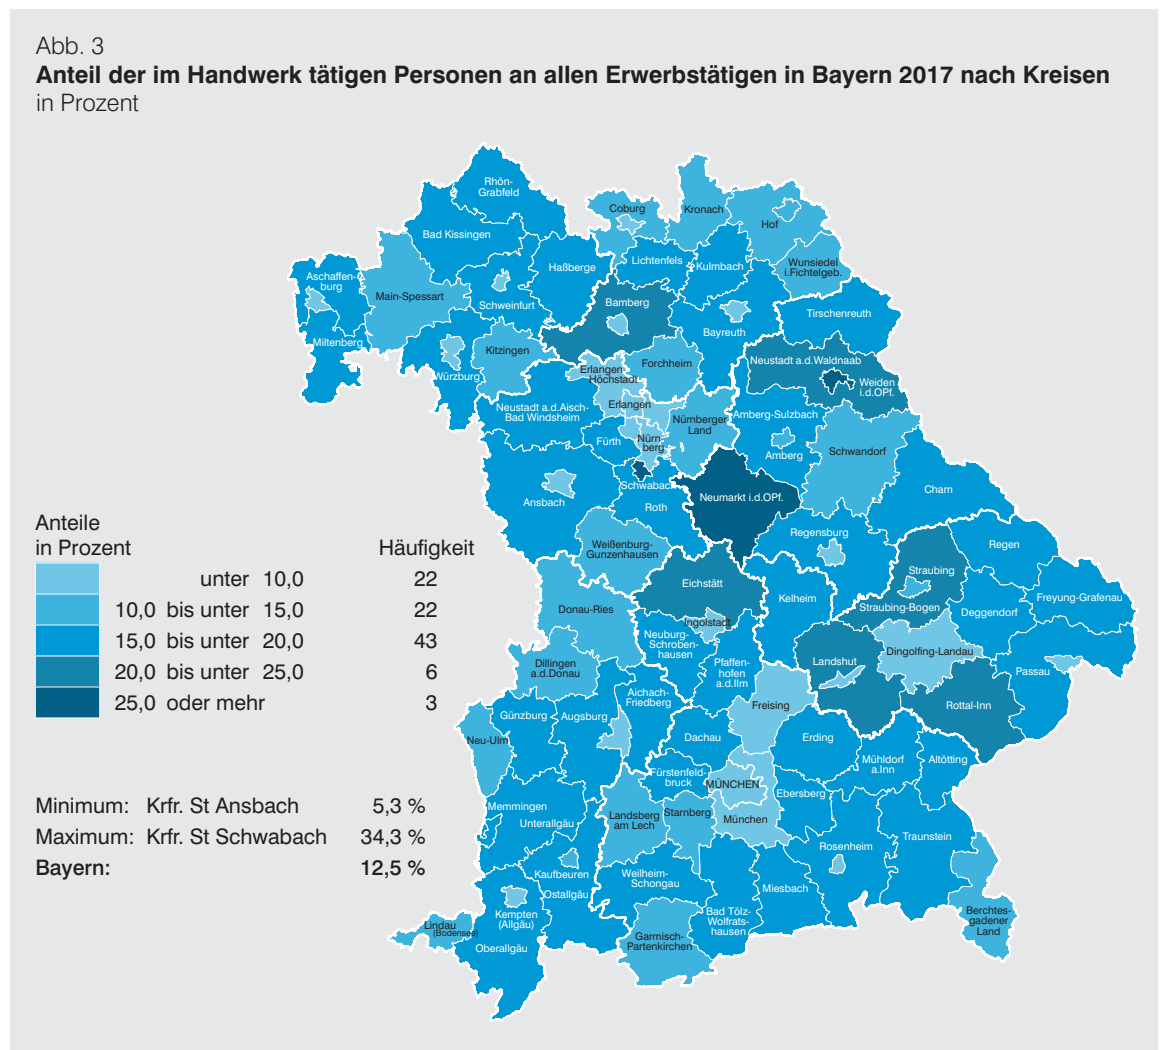 Abb. 3
Anteil der im Handwerk tätigen Personen an allen Erwerbstätigen in Bayern 2017 nach Kreisen
in Prozent
Rhön-
Grabfeld
Coburg
Kronach
Hof
Bad Kissingen
Lichtenfels
Kulmbach
Wunsiedel
i.Fichtelgeb.
Haßberge
Aschaffen-
burg
Main-Spessart
Schweinfurt
Bamberg
Tirschenreuth
Bayreuth
Miltenberg
Kitzingen
Würzburg
Forchheim
Neustadt a.d.Waldnaab
Erlangen-
Höchstadt
Weiden
i.d.OPf.
Erlangen
Neustadt a.d.Aisch-
Bad Windsheim
Nürnberger
Land
Amberg-Sulzbach
Fürth
Nürn-
berg
Amberg
Schwandorf
Schwabach
Neumarkt i.d.OPf.
Cham
Ansbach
Roth
Regensburg
Weißenburg-
Gunzenhausen
Regen
Eichstätt
Straubing
Kelheim
Freyung-Grafenau
Donau-Ries
Straubing-Bogen
Deggendorf
Ingolstadt
Neuburg-
Schroben-
hausen
Dingolfing-Landau
Landshut
Pfaffen-
hofen
a.d.Ilm
Dillingen
a.d.Donau
Passau
Aichach-
Friedberg
Freising
Rottal-Inn
Günzburg
Augsburg
Neu-Ulm
Dachau
Erding
Mühldorf
a.Inn
Altötting
Fürstenfeld-
bruck
MÜNCHEN
Ebersberg
Memmingen
Landsberg
am Lech
Starnberg
München
Unterallgäu
Traunstein
Rosenheim
Kaufbeuren
Weilheim-
Schongau
Miesbach
Ostallgäu
Kempten
(Allgäu)
Bad Tölz-
Wolfrats-
hausen
Berchtes-
gadener
Land
Lindau
(Bodensee)
Garmisch-
Partenkirchen
Oberallgäu
Anteile
in Prozent Häufigkeit
unter 10,0 22
10,0 bis unter 15,0 22
15,0 bis unter 20,0 43
20,0 bis unter 25,0 6
25,0 oder mehr 3
Minimum: Krfr. St Ansbach 5,3 %
Maximum: Krfr. St Schwabach 34,3 %
Bayern: 12,5 %